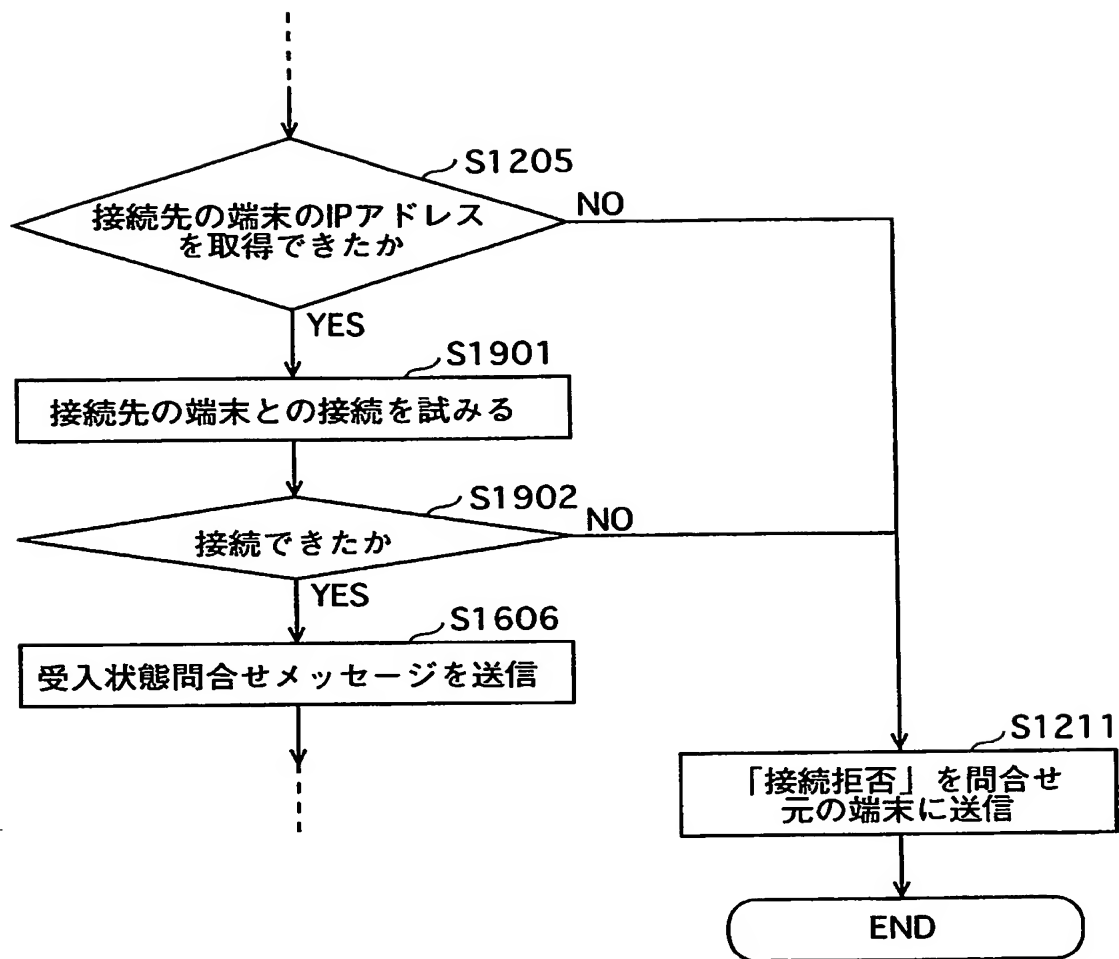 S1205
接続先の端末のIPアドレス
を取得できたか
NO
YES
S1901
接続先の端末との接続を試みる
S1902
接続できたか
NO
YES
S1606
受入状態問合せメッセージを送信
S1211
「接続拒否」を問合せ
元の端末に送信
END